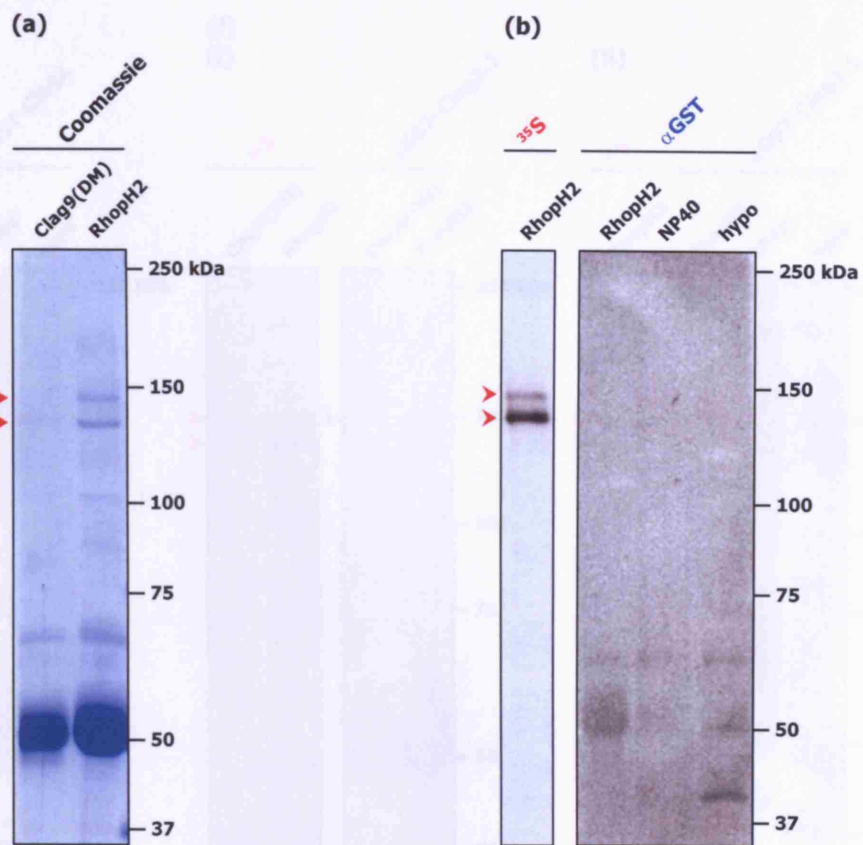 (a)
Coomassie
Clag9(DM)
RhopH2
250 kDa
150
100
75
50
37
(b)
³⁵S
αGST
RhopH2
RhopH2
NP40
hypo
250 kDa
150
100
75
50
37